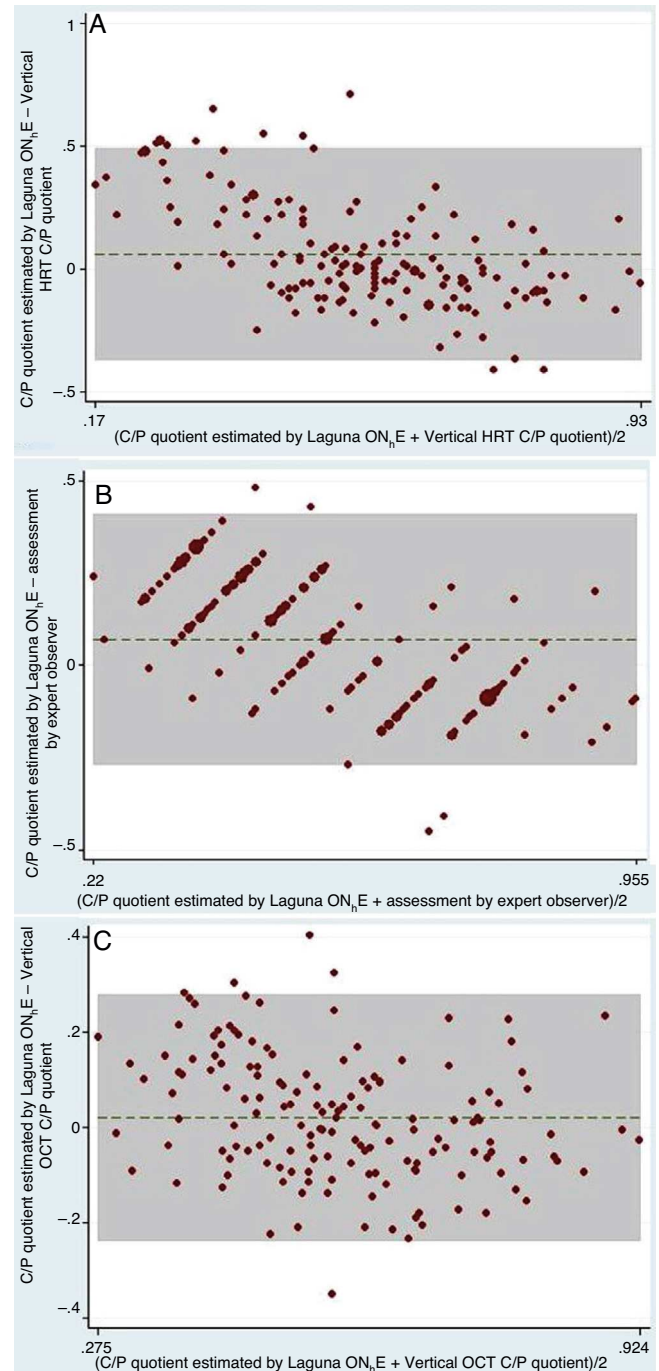 A
C/P quotient estimated by Laguna ONhE – Vertical
HRT C/P quotient
1
.5
0
–.5
.17
.93
(C/P quotient estimated by Laguna ONhE + Vertical HRT C/P quotient)/2
B
C/P quotient estimated by Laguna ONhE – assessment
by expert observer
.5
0
–.5
.22
.955
(C/P quotient estimated by Laguna ONhE + assessment by expert observer)/2
C
C/P quotient estimated by Laguna ONhE – Vertical
OCT C/P quotient
.4
.2
0
–.2
–.4
.275
.924
(C/P quotient estimated by Laguna ONhE + Vertical OCT C/P quotient)/2